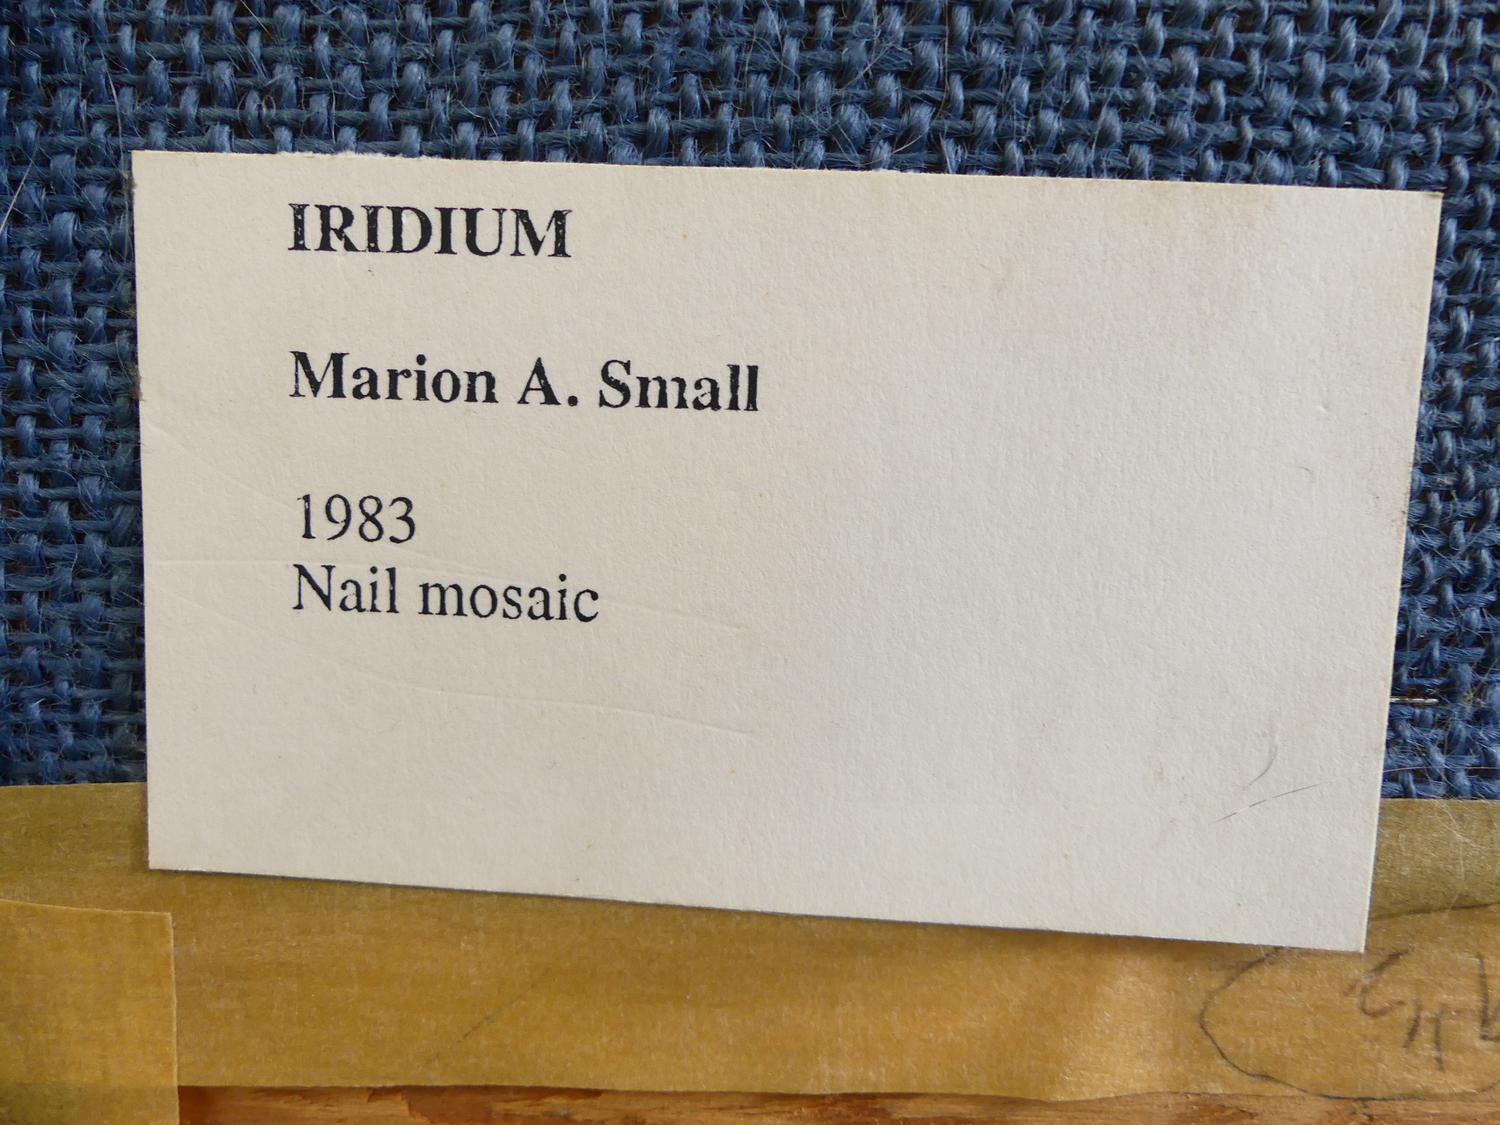 IRIDIUM
Marion A. Small
1983
Nail mosaic